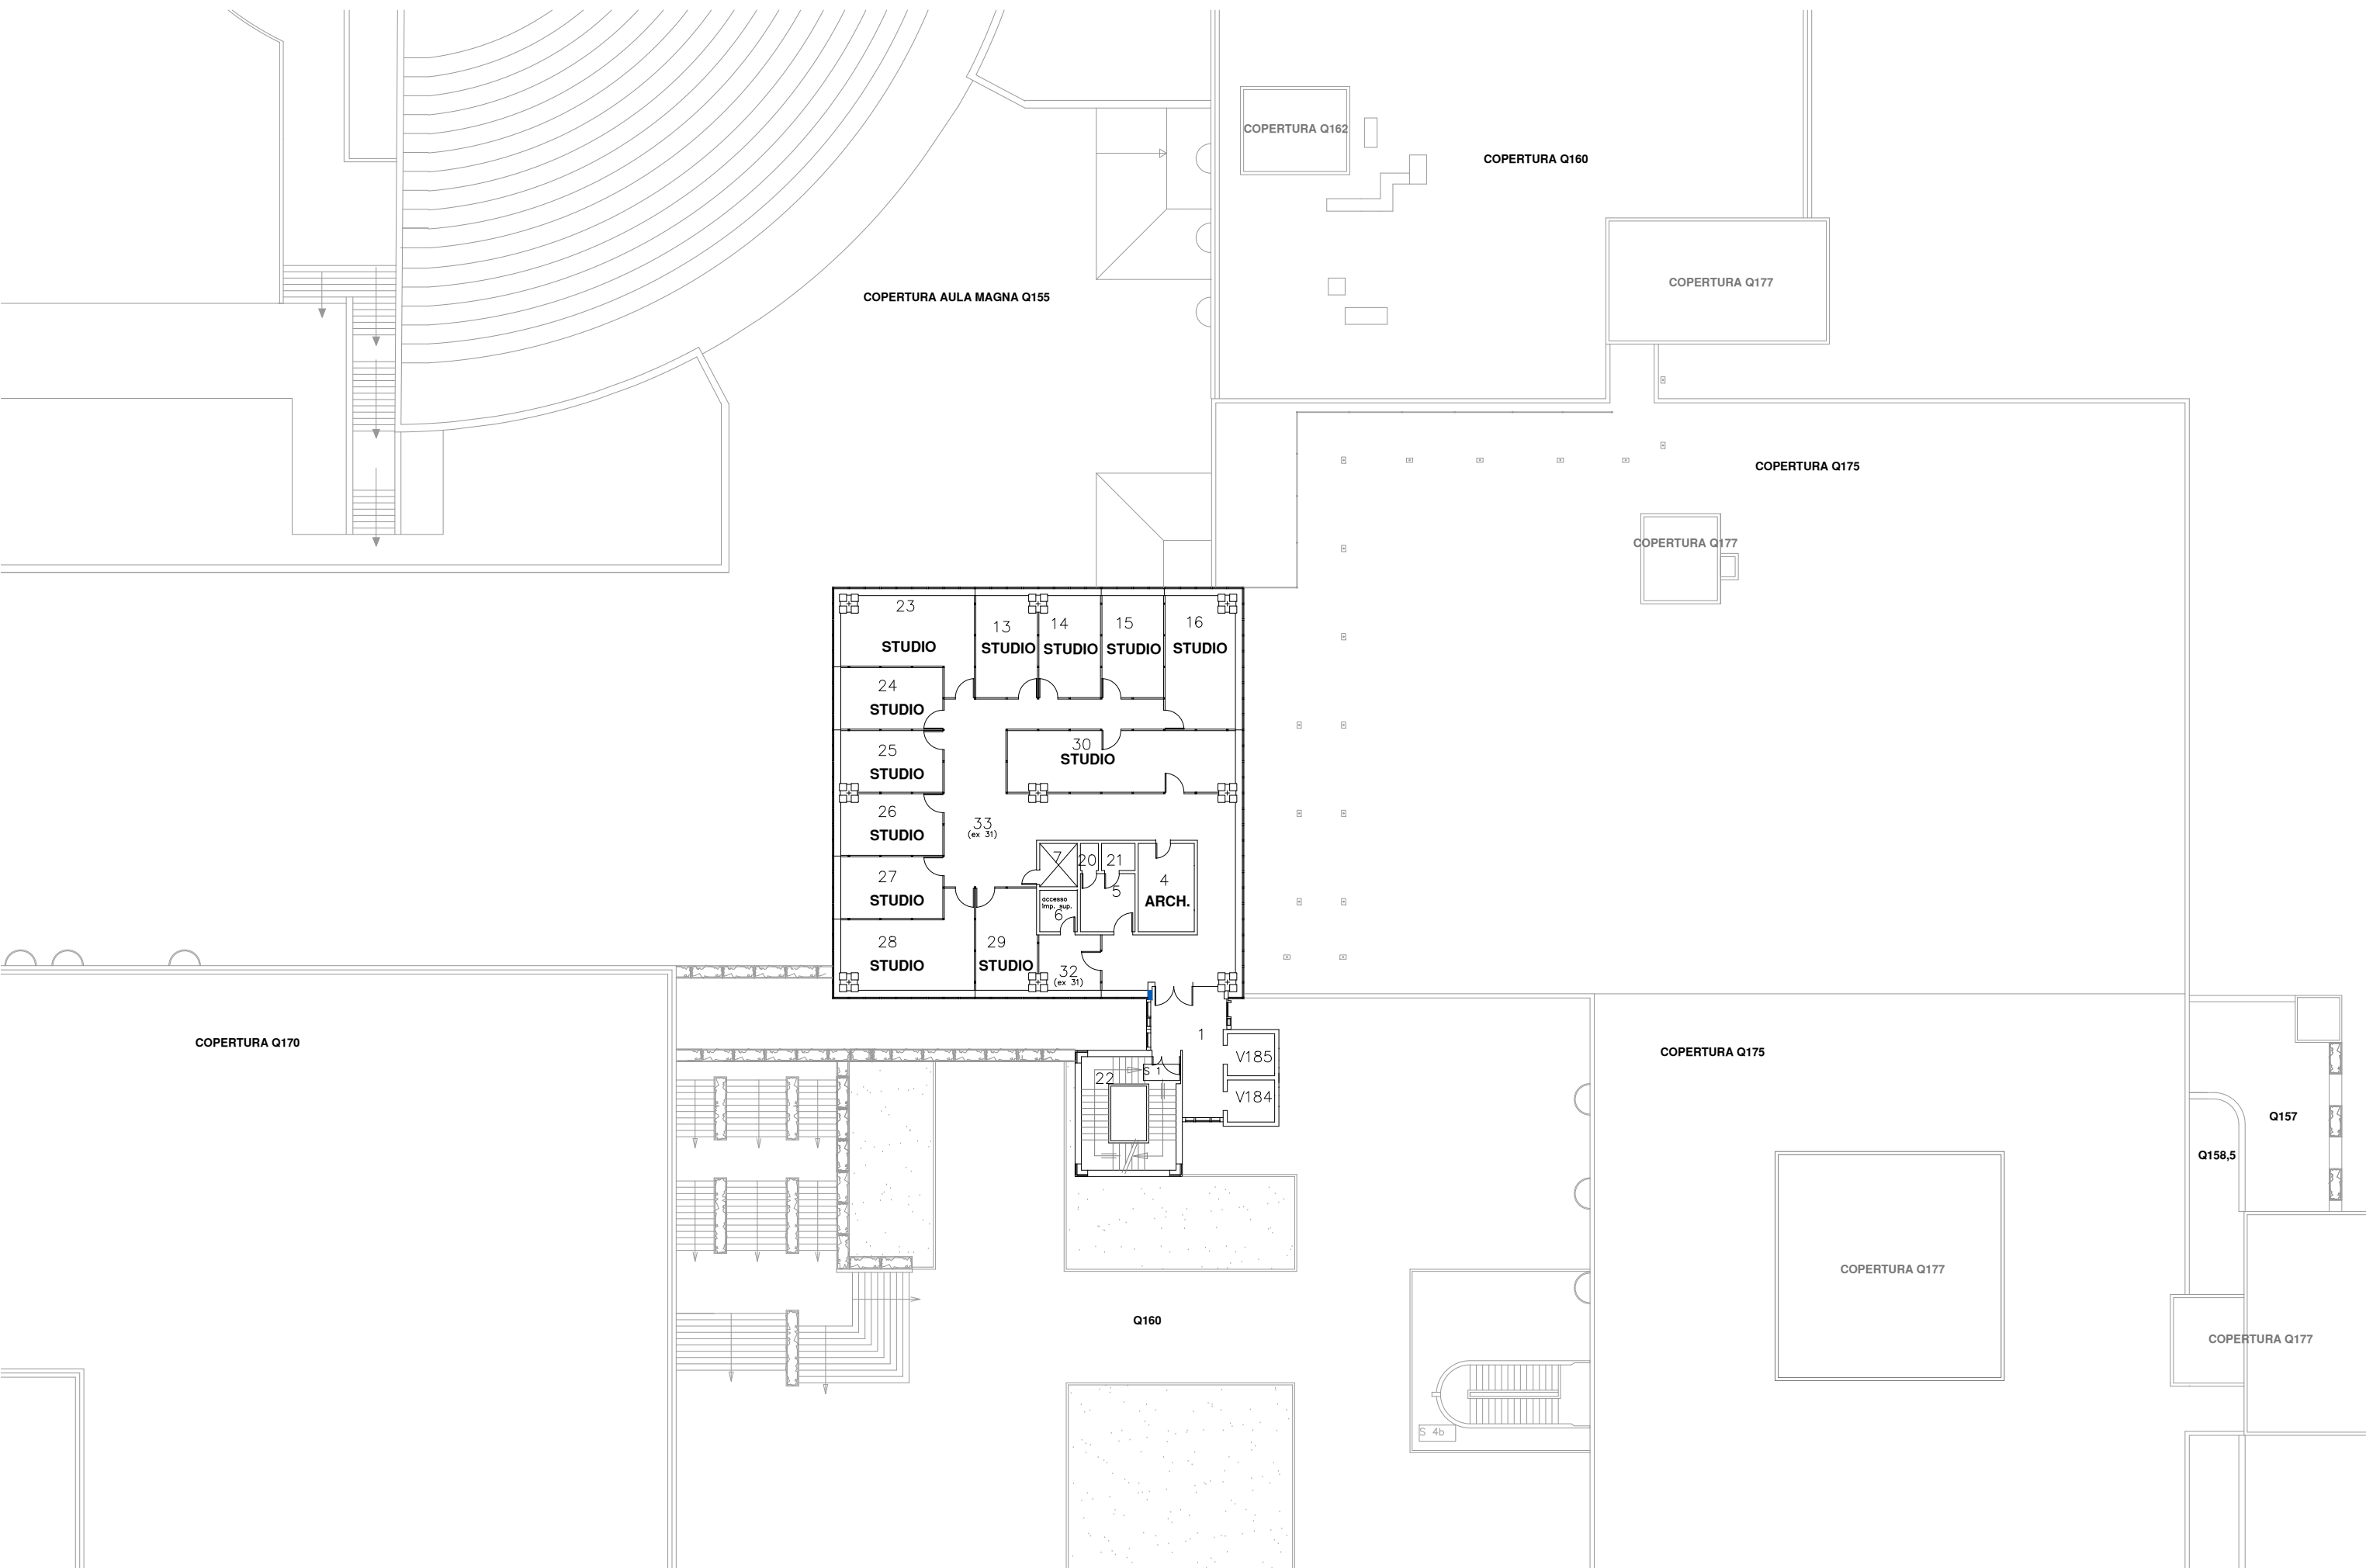 COPERTURA Q162
COPERTURA Q160
COPERTURA Q177
COPERTURA AULA MAGNA Q155
COPERTURA Q175
COPERTURA Q177
23
STUDIO
13
STUDIO
14
STUDIO
15
STUDIO
16
STUDIO
24
STUDIO
25
STUDIO
30
STUDIO
26
STUDIO
33
(ex 31)
27
STUDIO
7
20
21
5
4
ARCH.
accesso
imp. sup.
6
28
STUDIO
29
STUDIO
32
(ex 31)
COPERTURA Q170
1
V185
V184
22
S 1
COPERTURA Q175
Q157
Q158,5
COPERTURA Q177
Q160
COPERTURA Q177
S 4b